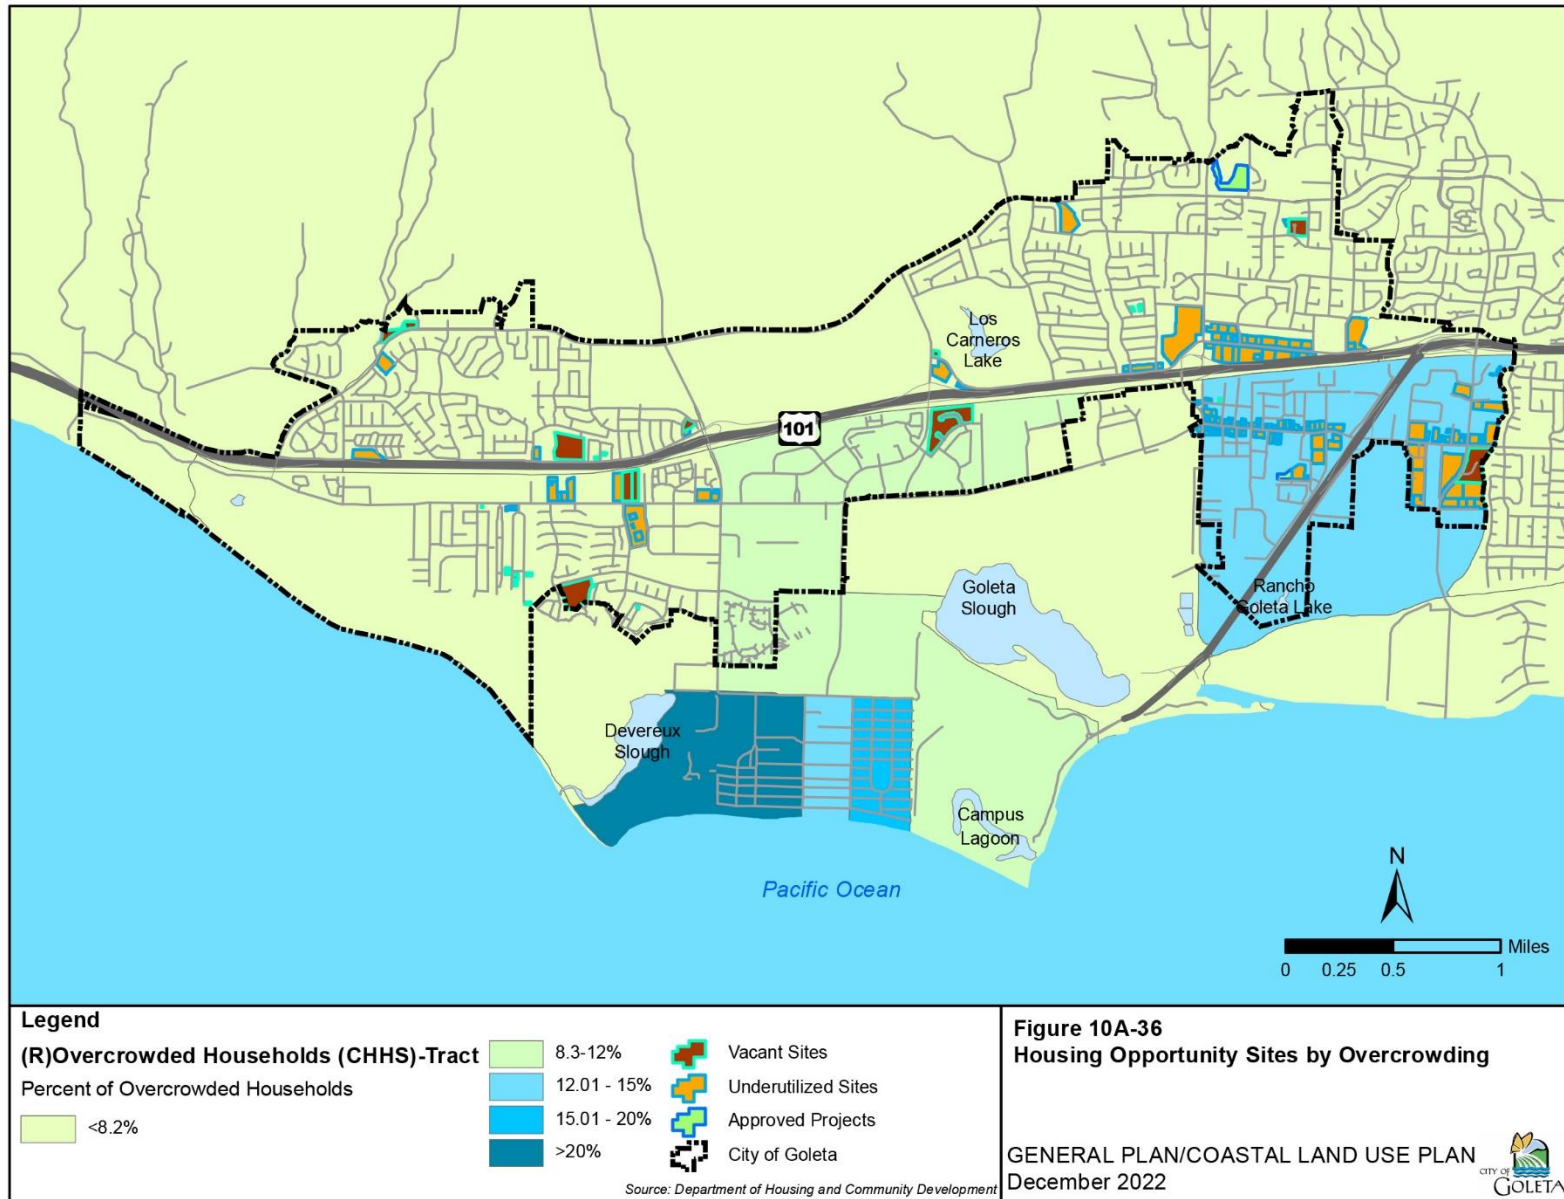 Los
Carneros
Lake
101
Goleta
Slough
Rancho
Goleta Lake
Devereux
Slough
Campus
Lagoon
Pacific Ocean
N
Miles
0 0.25 0.5 1
Legend
(R)Overcrowded Households (CHHS)-Tract
Percent of Overcrowded Households
<8.2%
8.3-12%
12.01 - 15%
15.01 - 20%
>20%
Vacant Sites
Underutilized Sites
Approved Projects
City of Goleta
Source: Department of Housing and Community Development
Figure 10A-36
Housing Opportunity Sites by Overcrowding
GENERAL PLAN/COASTAL LAND USE PLAN
December 2022
CITY OF
GOLETA